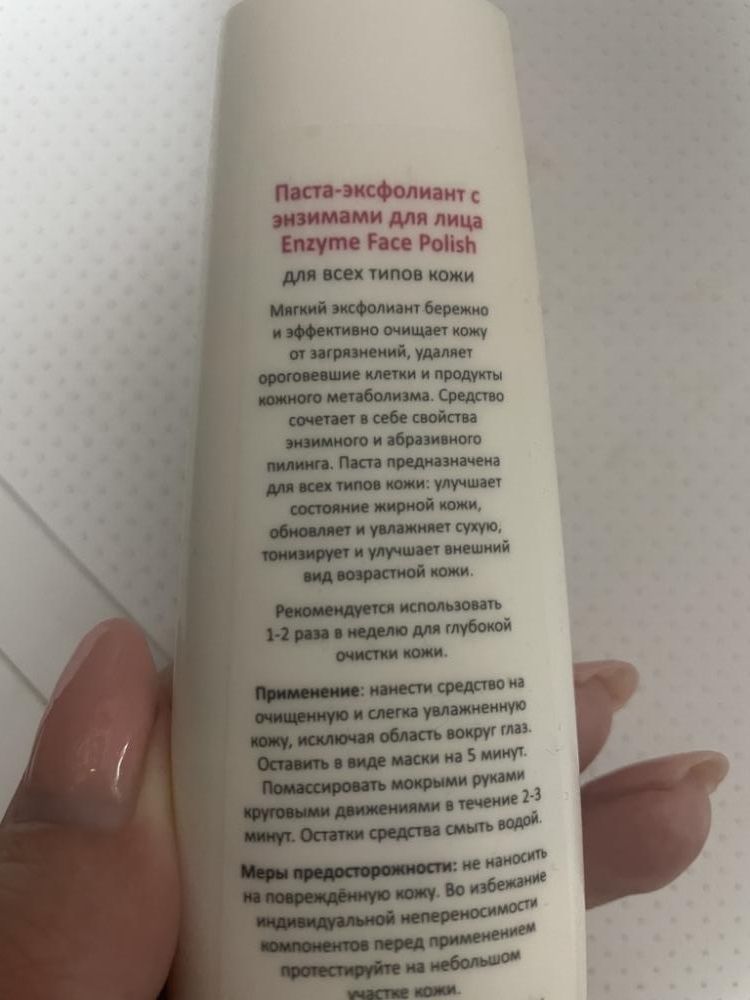 Паста-эксфолиант с
энзимами для лица
Enzyme Face Polish
для всех типов кожи
Мягкий эксфолиант бережно
и эффективно очищает кожу
от загрязнений, удаляет
ороговевшие клетки и продукты
кожного метаболизма. Средство
сочетает в себе свойства
энзимного и абразивного
пилинга. Паста предназначена
для всех типов кожи: улучшает
состояние жирной кожи,
обновляет и увлажняет сухую,
тонизирует и улучшает внешний
вид возрастной кожи.
Рекомендуется использовать
1-2 раза в неделю для глубокой
очистки кожи.
Применение: нанести средство на
очищенную и слегка увлажненную
кожу, исключая область вокруг глаз.
Оставить в виде маски на 5 минут.
Помассировать мокрыми руками
круговыми движениями в течение 2-3
минут. Остатки средства смыть водой.
Меры предосторожности: не наносить
на повреждённую кожу. Во избежание
индивидуальной непереносимости
компонентов перед применением
протестируйте на небольшом
участке кожи.